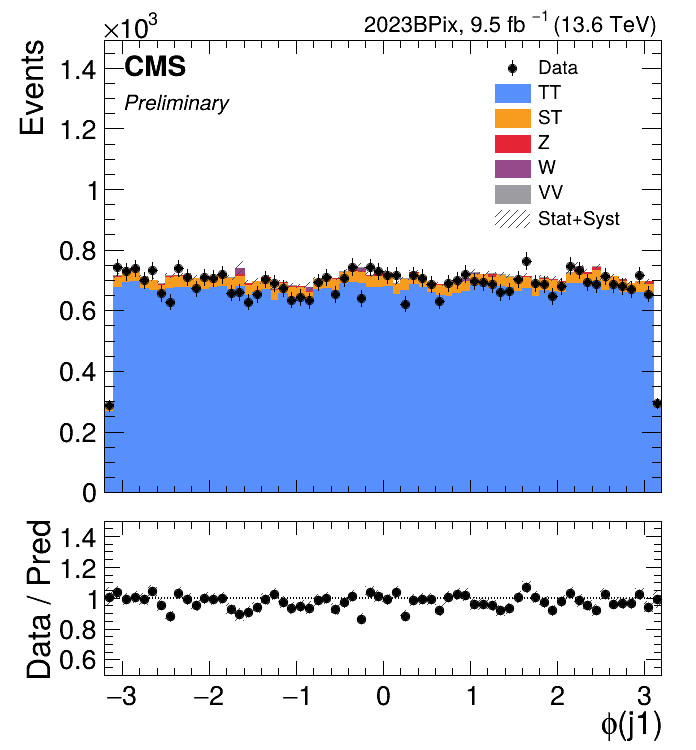 ×10³
2023BPix, 9.5 fb⁻¹ (13.6 TeV)
Events
CMS
Preliminary
Data
TT
ST
Z
W
VV
Stat+Syst
1.4
1.2
1
0.8
0.6
0.4
0.2
0
Data / Pred
1.4
1.2
1
0.8
0.6
−3 −2 −1 0 1 2 3
ϕ(j1)